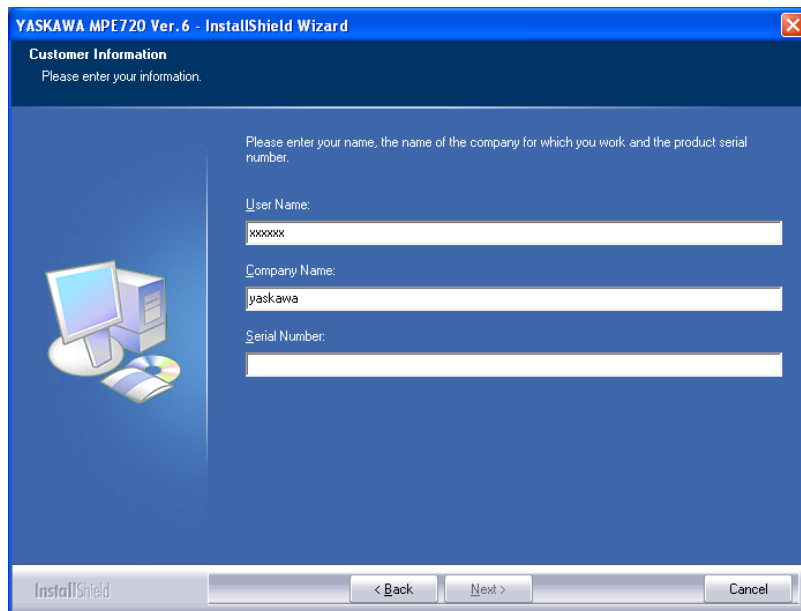 YASKAWA MPE720 Ver.6 - InstallShield Wizard
Customer Information
Please enter your information.
Please enter your name, the name of the company for which you work and the product serial
number.
User Name:
xxxxxx
Company Name:
yaskawa
Serial Number:
InstallShield
< Back
Next >
Cancel